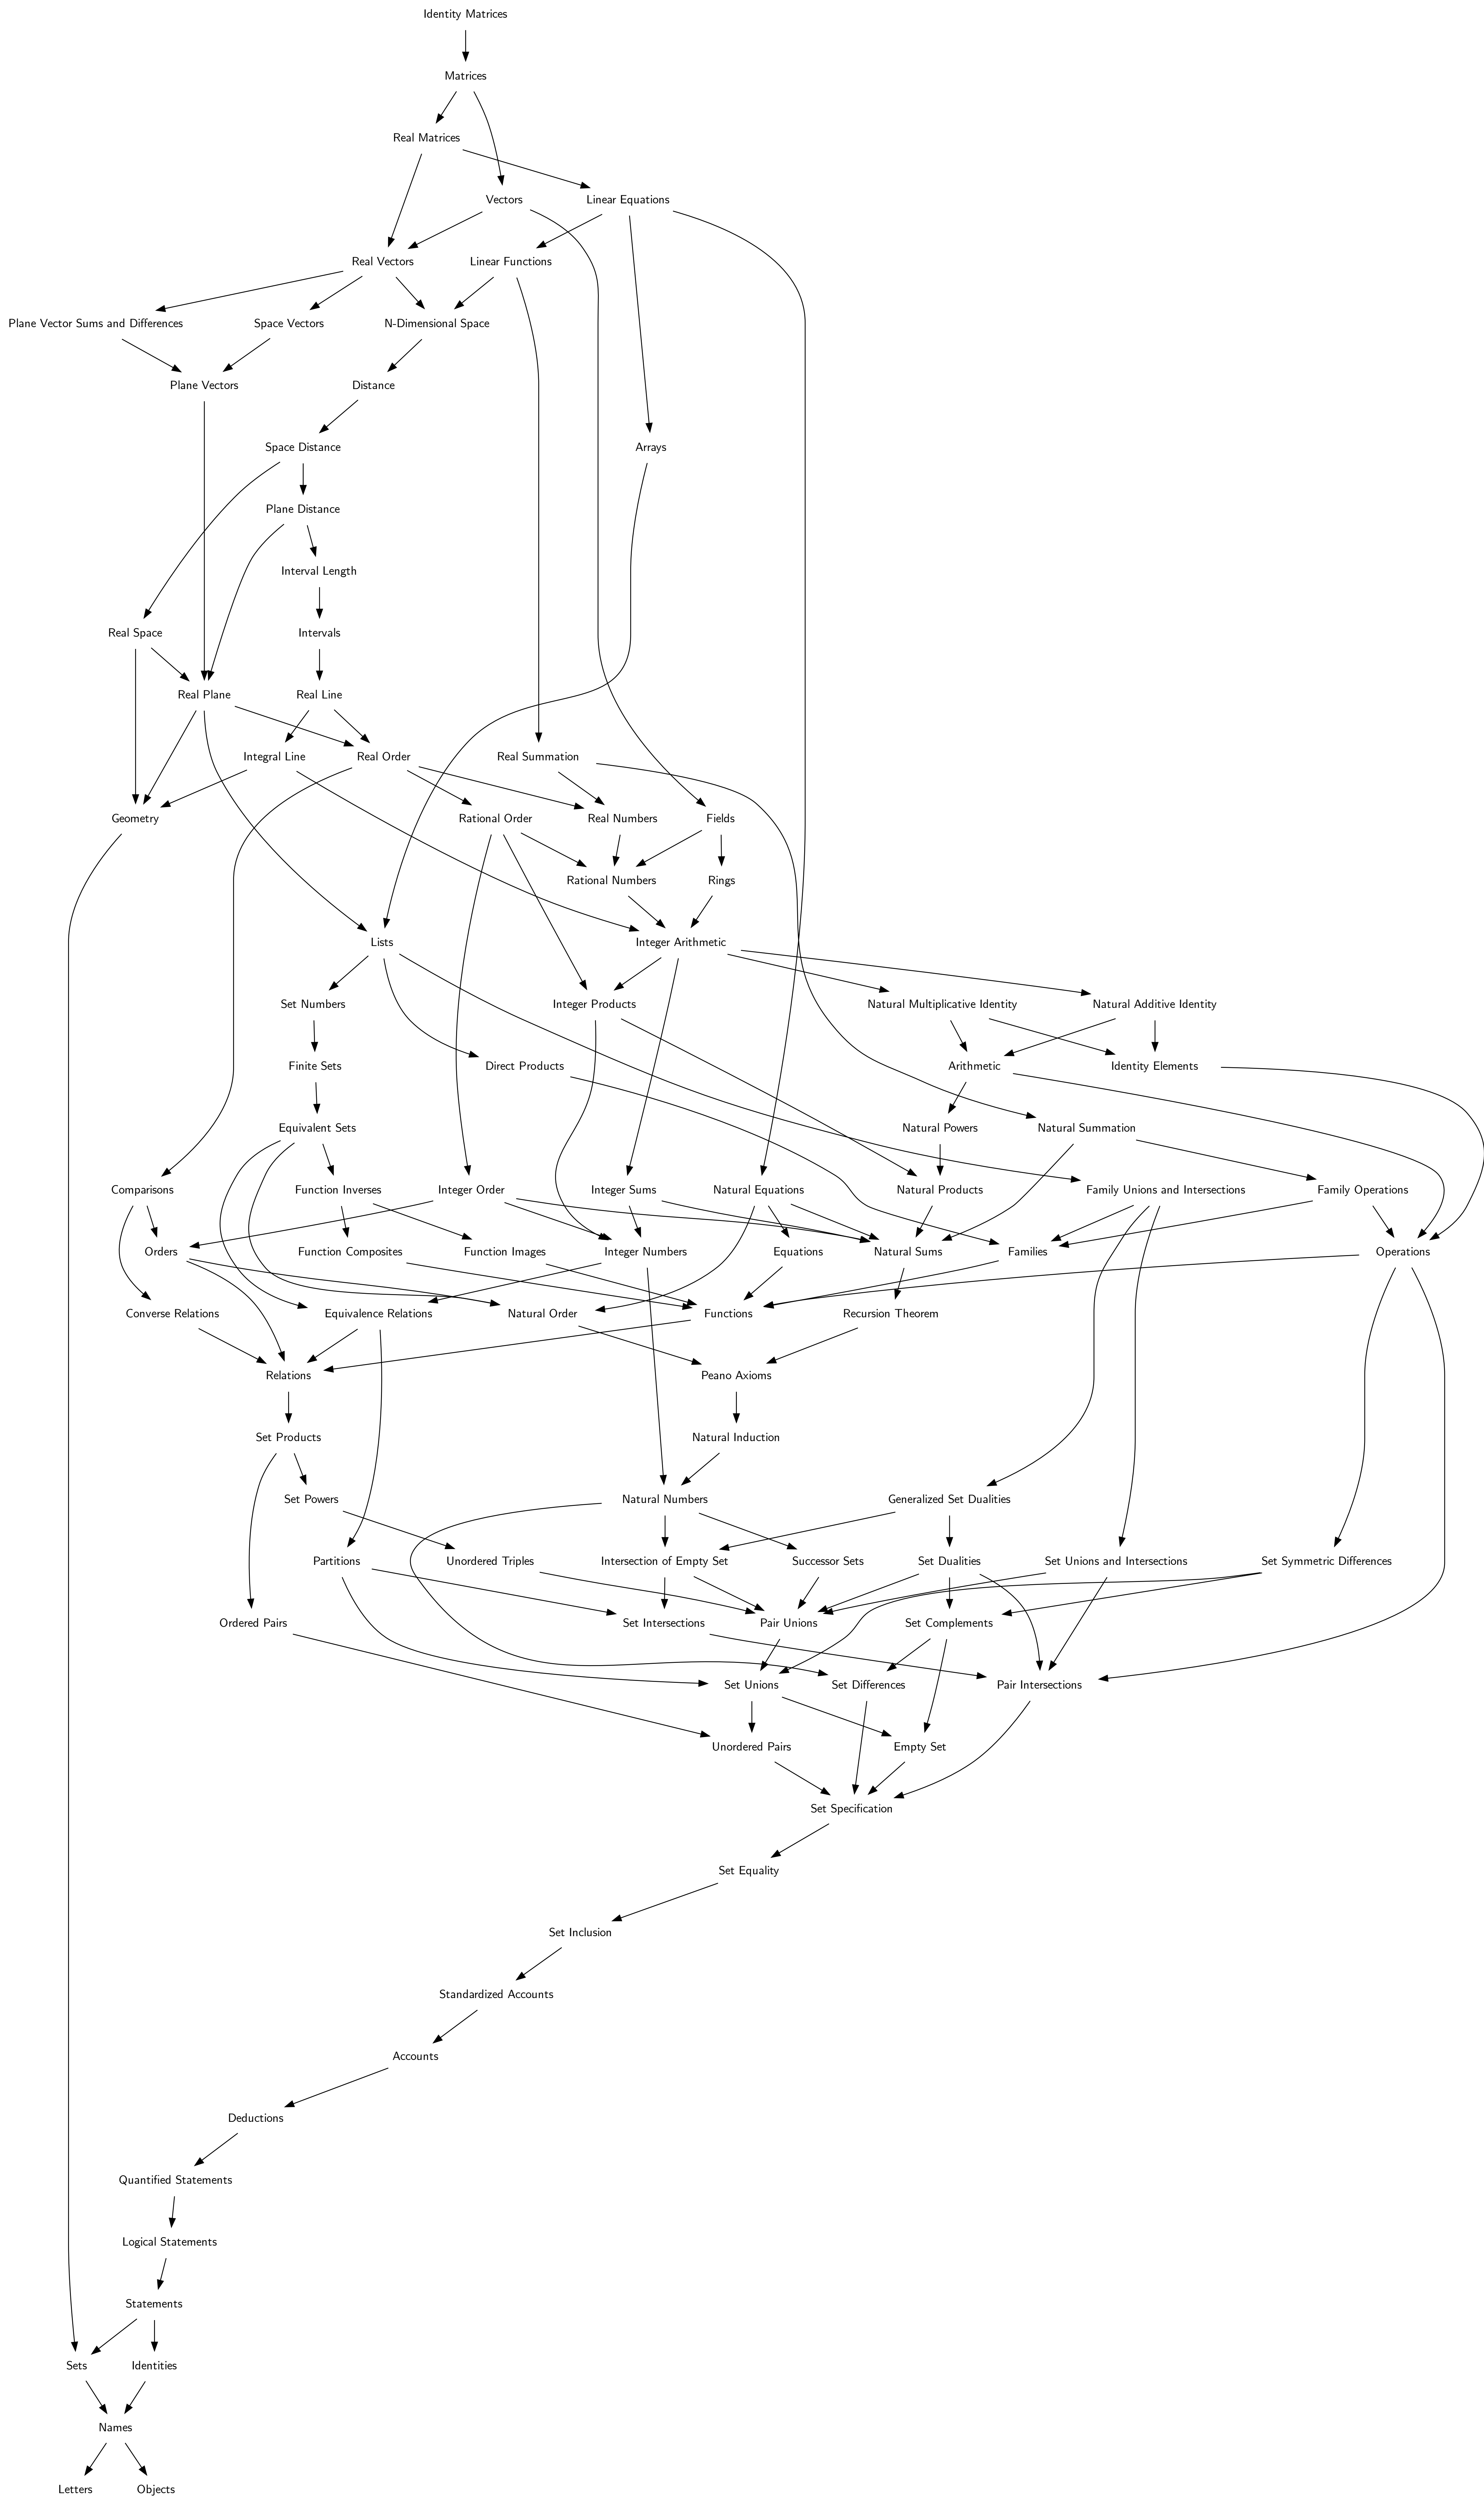 Identity Matrices
Matrices
Real Matrices
Vectors
Linear Equations
Real Vectors
Linear Functions
Plane Vector Sums and Differences
Space Vectors
N-Dimensional Space
Plane Vectors
Distance
Space Distance
Arrays
Plane Distance
Interval Length
Real Space
Intervals
Real Plane
Real Line
Integral Line
Real Order
Real Summation
Geometry
Rational Order
Real Numbers
Fields
Rational Numbers
Rings
Lists
Integer Arithmetic
Set Numbers
Integer Products
Natural Multiplicative Identity
Natural Additive Identity
Finite Sets
Direct Products
Arithmetic
Identity Elements
Equivalent Sets
Natural Powers
Natural Summation
Comparisons
Function Inverses
Integer Order
Integer Sums
Natural Equations
Natural Products
Family Unions and Intersections
Family Operations
Orders
Function Composites
Function Images
Integer Numbers
Equations
Natural Sums
Families
Operations
Converse Relations
Equivalence Relations
Natural Order
Functions
Recursion Theorem
Relations
Peano Axioms
Set Products
Natural Induction
Set Powers
Natural Numbers
Generalized Set Dualities
Partitions
Unordered Triples
Intersection of Empty Set
Successor Sets
Set Dualities
Set Unions and Intersections
Set Symmetric Differences
Ordered Pairs
Set Intersections
Pair Unions
Set Complements
Set Unions
Set Differences
Pair Intersections
Unordered Pairs
Empty Set
Set Specification
Set Equality
Set Inclusion
Standardized Accounts
Accounts
Deductions
Quantified Statements
Logical Statements
Statements
Sets
Identities
Names
Letters
Objects